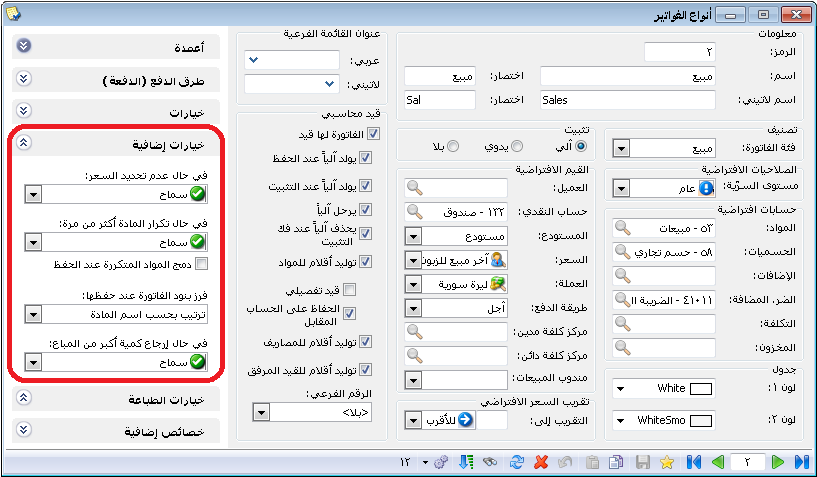 أنواع الفواتير
معلومات
الرمز: ٢
اسم: مبيع اختصار: مبيع
اسم لاتيني: Sales اختصار: Sal
تصنيف
فئة الفاتورة: مبيع
الصلاحيات الافتراضية
مستوى السرّية: عام
حسابات افتراضية
المواد: ٥٣ - مبيعات
الحسميات: ٥٨ - حسم تجاري
الإضافات:
الضر. المضافة: ٤١٠١١ - الضريبة ال
التكلفة:
المخزون:
جدول
لون ١: White
لون ٢: WhiteSmo
تثبيت
آلي يدوي بلا
القيم الافتراضية
العميل:
حساب النقدي: ١٣٢ - صندوق
المستودع: مستودع
السعر: آخر مبيع للزبون
العملة: ليرة سورية
طريقة الدفع: آجل
مركز كلفة مدين:
مركز كلفة دائن:
مندوب المبيعات:
تقريب السعر الافتراضي
التقريب إلى: للأقرب
عنوان القائمة الفرعية
عربي:
لاتيني:
قيد محاسبي
الفاتورة لها قيد
يولد آلياً عند الحفظ
يولد آلياً عند التثبيت
يرحل آلياً
يحذف آلياً عند فك
التثبيت
توليد أقلام للمواد
قيد تفصيلي
الحفاظ على الحساب
المقابل
توليد أقلام للمصاريف
توليد أقلام للقيد المرفق
الرقم الفرعي:
<بلا>
أعمدة
طرق الدفع (الدفعة)
خيارات
خيارات إضافية
في حال عدم تحديد السعر:
سماح
في حال تكرار المادة أكثر من مرة:
سماح
دمج المواد المتكررة عند الحفظ
فرز بنود الفاتورة عند حفظها:
ترتيب بحسب اسم المادة
في حال إرجاع كمية أكبر من المباع:
سماح
خيارات الطباعة
خصائص إضافية
٢
١٢